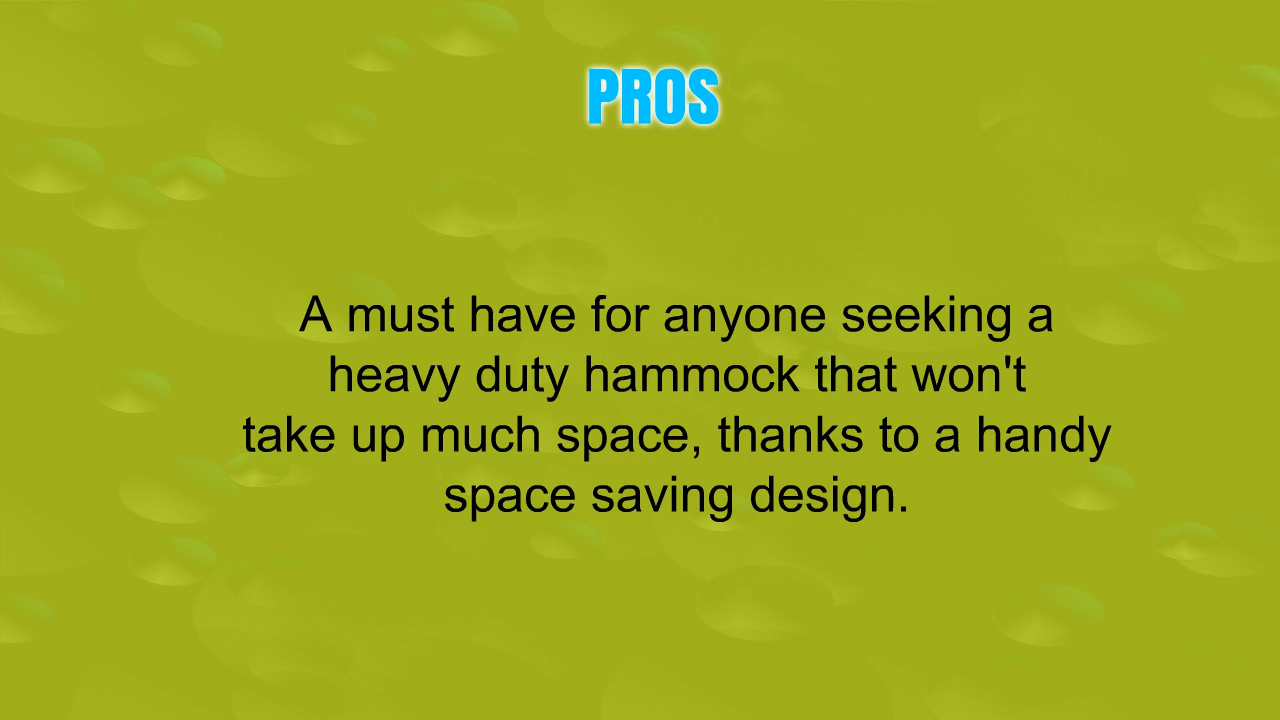 PROS
A must have for anyone seeking a
heavy duty hammock that won't
take up much space, thanks to a handy
space saving design.